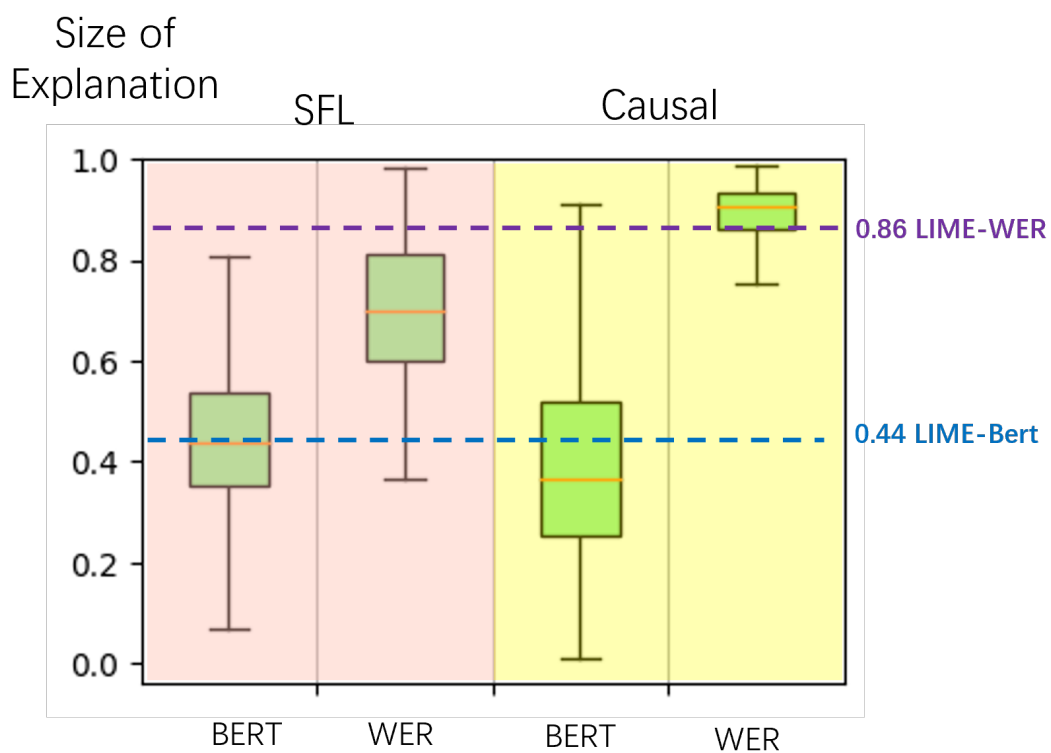 Size of
Explanation
SFL
Causal
1.0
0.8
0.6
0.4
0.2
0.0
0.86 LIME-WER
0.44 LIME-Bert
BERT
WER
BERT
WER